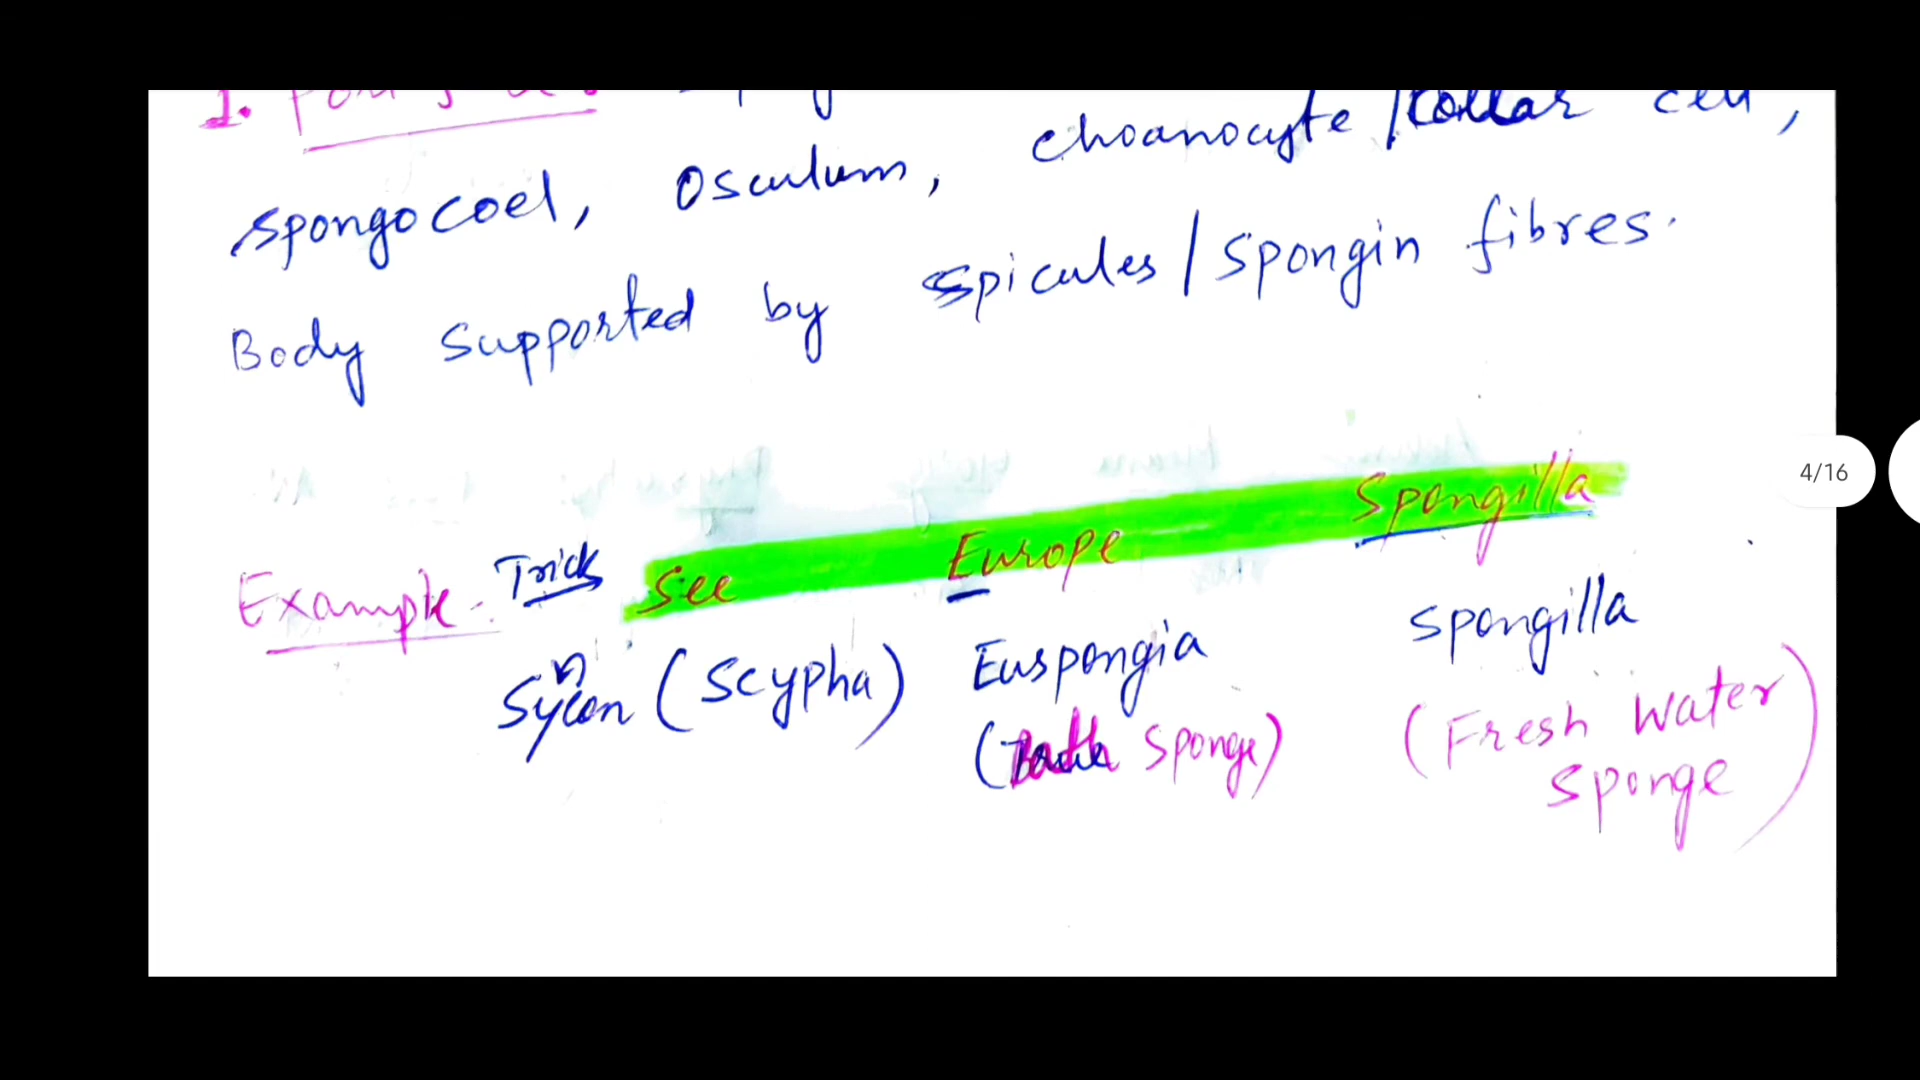 1.
spongocoel, Osculum, choanocyte / collar cell,
Body supported by spicules / spongin fibres.
Example - Trick See Europe Spongilla
Sycon (Scypha) Euspongia spongilla
(Bath Sponge) (Fresh Water
sponge)
4/16